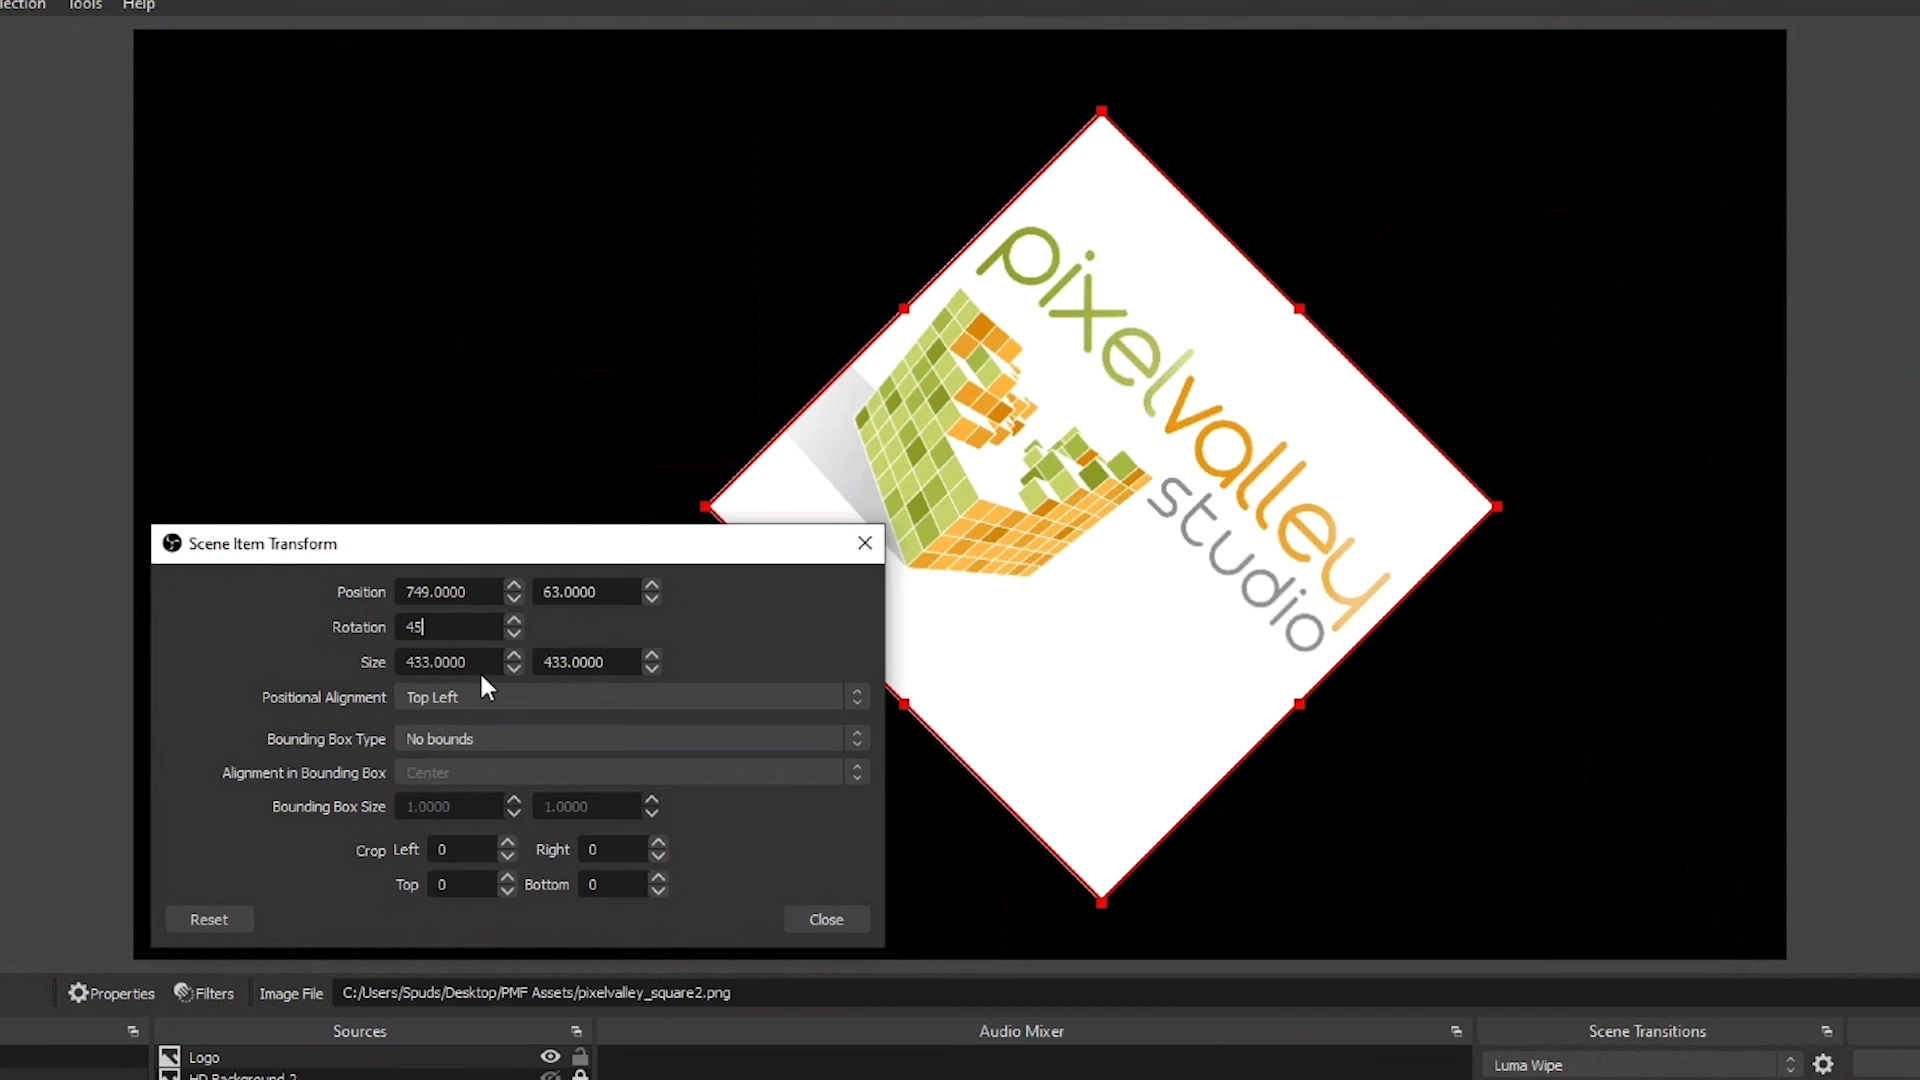 lection Tools Help
pixelvalley
studio
Scene Item Transform
Position 749.0000 63.0000
Rotation 45
Size 433.0000 433.0000
Positional Alignment Top Left
Bounding Box Type No bounds
Alignment in Bounding Box Center
Bounding Box Size 1.0000 1.0000
Crop Left 0 Right 0
Top 0 Bottom 0
Reset Close
Properties Filters Image File C:/Users/Spuds/Desktop/PMF Assets/pixelvalley_square2.png
Sources Audio Mixer Scene Transitions
Logo
Luma Wipe
HD Background 2